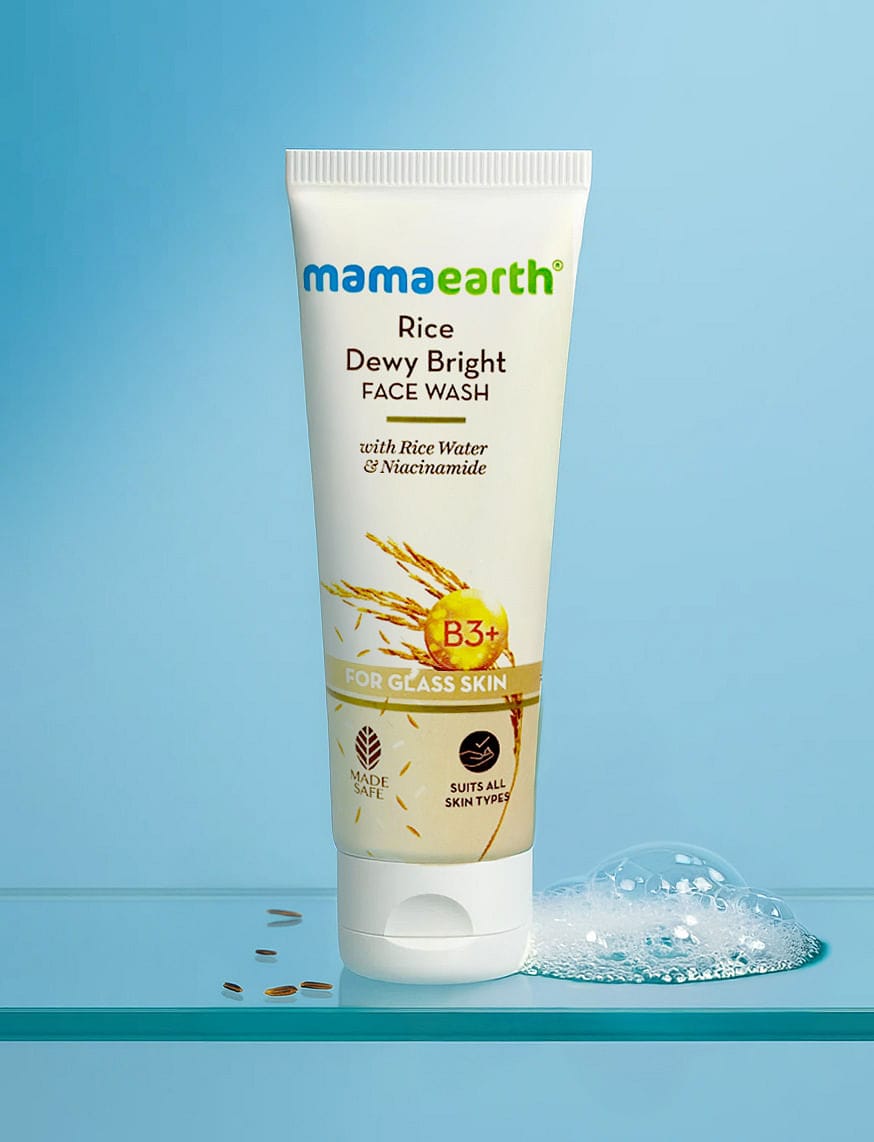 mamaearth®
Rice
Dewy Bright
FACE WASH
with Rice Water
& Niacinamide
B3+
FOR GLASS SKIN
MADE
SAFE
SUITS ALL
SKIN TYPES